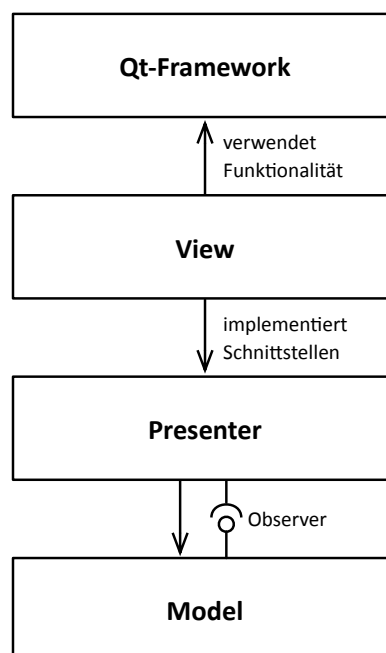 Qt-Framework
verwendet
Funktionalität
View
implementiert
Schnittstellen
Presenter
Observer
Model